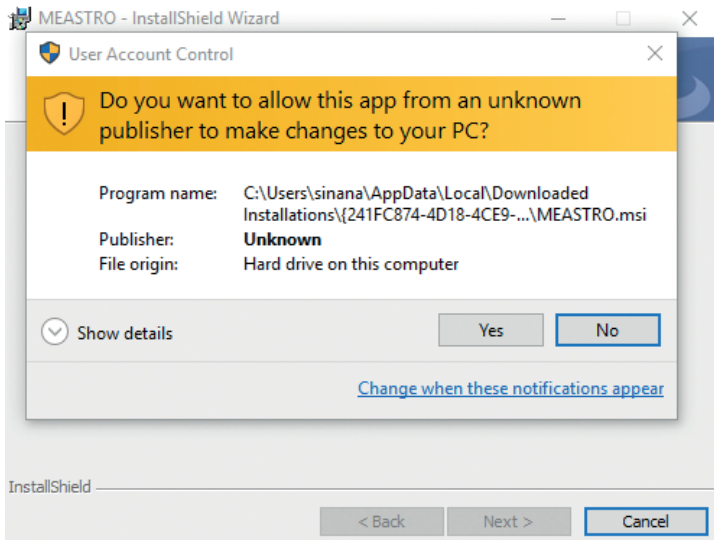 MEASTRO - InstallShield Wizard
User Account Control
Do you want to allow this app from an unknown
publisher to make changes to your PC?
Program name: C:\Users\sinana\AppData\Local\Downloaded
Installations\{241FC874-4D18-4CE9-...\MEASTRO.msi
Publisher: Unknown
File origin: Hard drive on this computer
Show details Yes No
Change when these notifications appear
InstallShield
< Back Next > Cancel